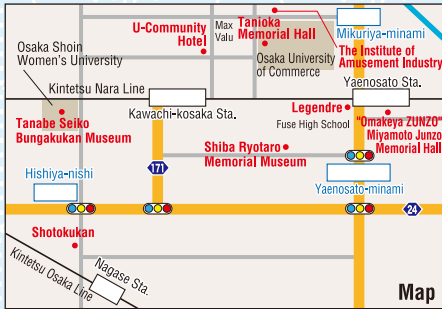 U-Community
Hotel
Max
Valu
Tanioka
Memorial Hall
Mikuriya-minami
The Institute of
Amusement Industry
Osaka University
of Commerce
Osaka Shoin
Women's University
Kintetsu Nara Line
Yaenosato Sta.
Kawachi-kosaka Sta.
Legendre
Fuse High School
"Omakeya ZUNZO"
Miyamoto Junzo
Memorial Hall
Tanabe Seiko
Bungakukan Museum
Shiba Ryotaro
Memorial Museum
171
Hishiya-nishi
Yaenosato-minami
24
Shotokukan
Nagase Sta.
Kintetsu Osaka Line
Map